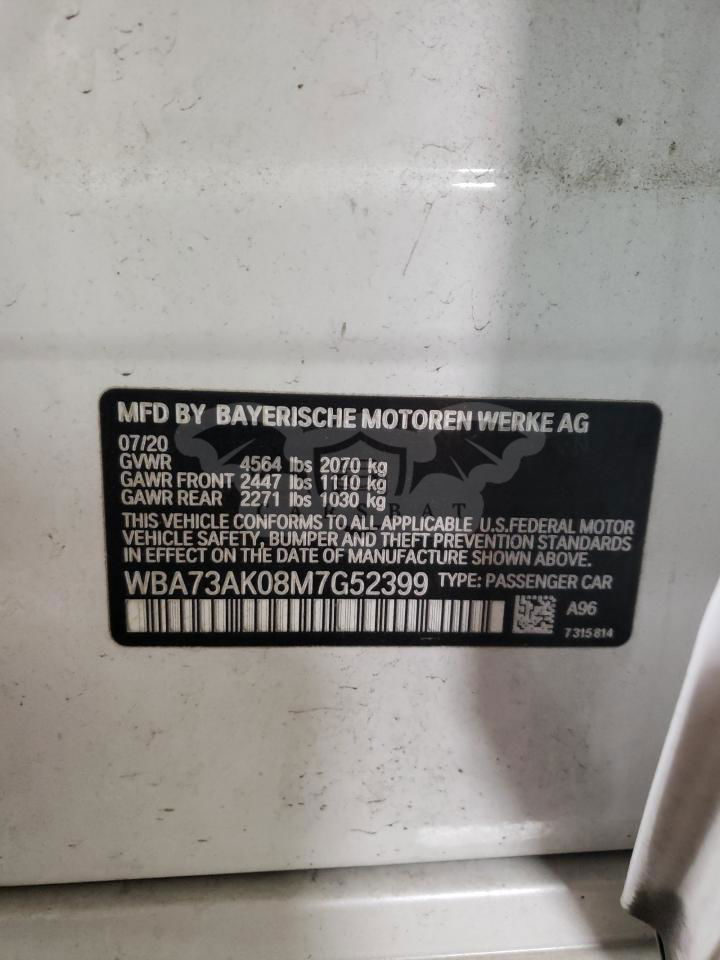 MFD BY BAYERISCHE MOTOREN WERKE AG
07/20
GVWR 4564 lbs 2070 kg
GAWR FRONT 2447 lbs 1110 kg
GAWR REAR 2271 lbs 1030 kg
CARSBAT
THIS VEHICLE CONFORMS TO ALL APPLICABLE U.S.FEDERAL MOTOR
VEHICLE SAFETY, BUMPER AND THEFT PREVENTION STANDARDS
IN EFFECT ON THE DATE OF MANUFACTURE SHOWN ABOVE.
WBA73AK08M7G52399 TYPE: PASSENGER CAR
A96
7315814